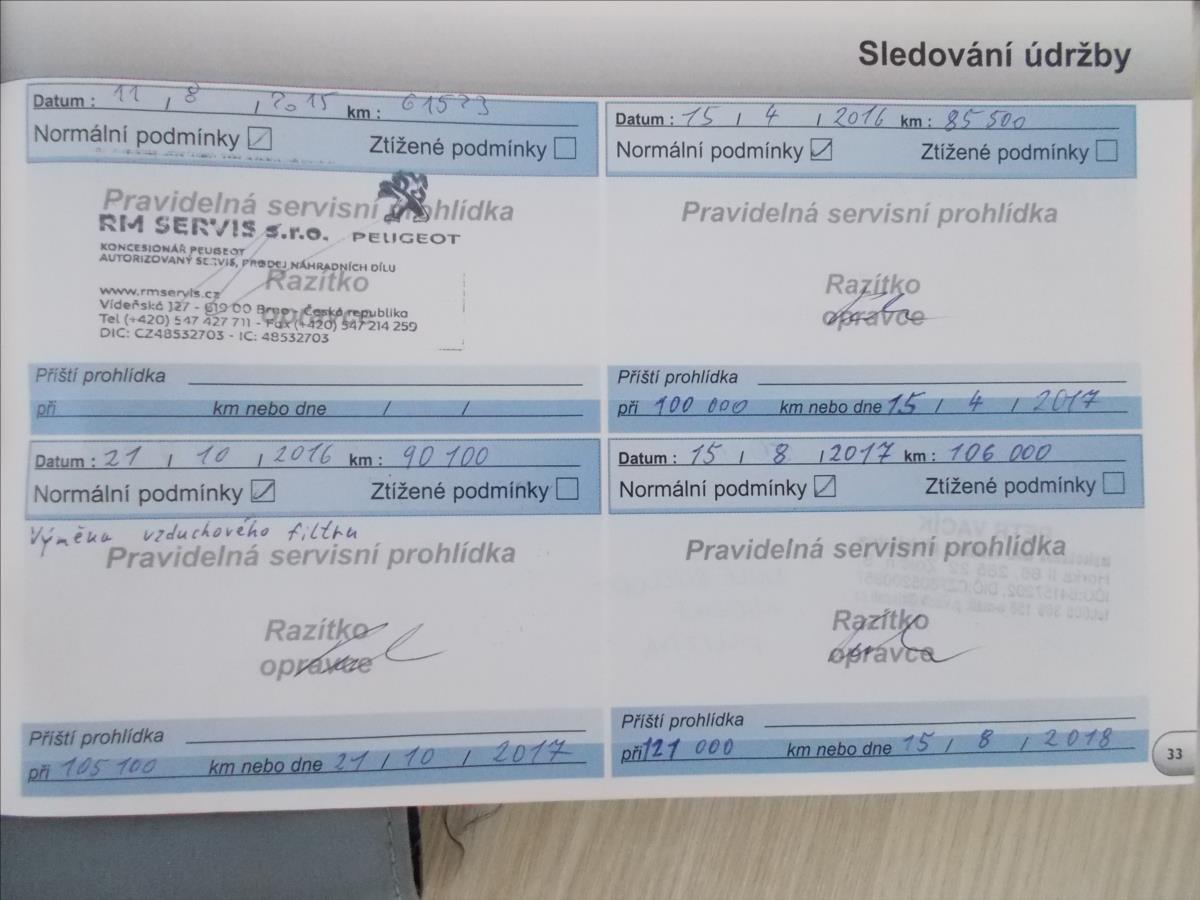 Sledování údržby
Datum : 11 / 8 / 2015 km : 61523
Normální podmínky Ztížené podmínky
Pravidelná servisní prohlídka
RM SERVIS s.r.o. PEUGEOT
KONCESIONÁŘ PEUGEOT
AUTORIZOVANÝ SERVIS, PRODEJ NÁHRADNÍCH DÍLU
Razítko
opravce
www.rmservis.cz
Vídeňská 127 - 619 00 Brno - Česká republika
Tel (+420) 547 427 711 - Fax (+420) 547 214 259
DIC: CZ48532703 - IC: 48532703
Příští prohlídka
při km nebo dne / /
Datum : 15 / 4 / 2016 km : 85 500
Normální podmínky Ztížené podmínky
Pravidelná servisní prohlídka
Razítko
opravce
Příští prohlídka
při 100 000 km nebo dne 15 / 4 / 2017
Datum : 21 / 10 / 2016 km : 90 100
Normální podmínky Ztížené podmínky
Výměna vzduchového filtru
Pravidelná servisní prohlídka
Razítko
opravce
Příští prohlídka
při 105 100 km nebo dne 21 / 10 / 2017
Datum : 15 / 8 / 2017 km : 106 000
Normální podmínky Ztížené podmínky
Pravidelná servisní prohlídka
Razítko
opravce
Příští prohlídka
při 121 000 km nebo dne 15 / 8 / 2018
33